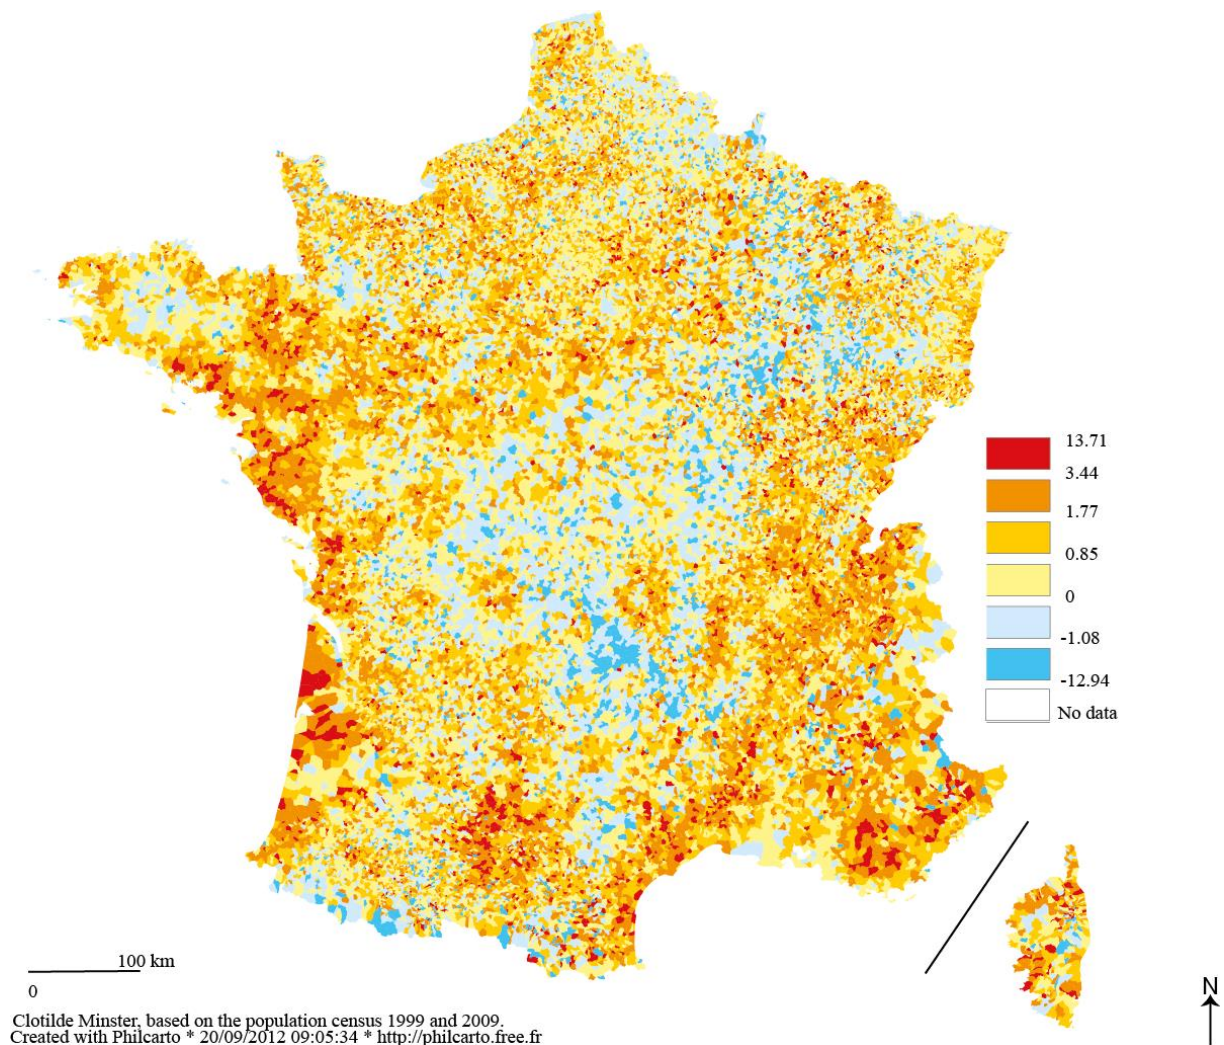 13.71
3.44
1.77
0.85
0
-1.08
-12.94
No data
100 km
0
N
Clotilde Minster, based on the population census 1999 and 2009.
Created with Philcarto * 20/09/2012 09:05:34 * http://philcarto.free.fr